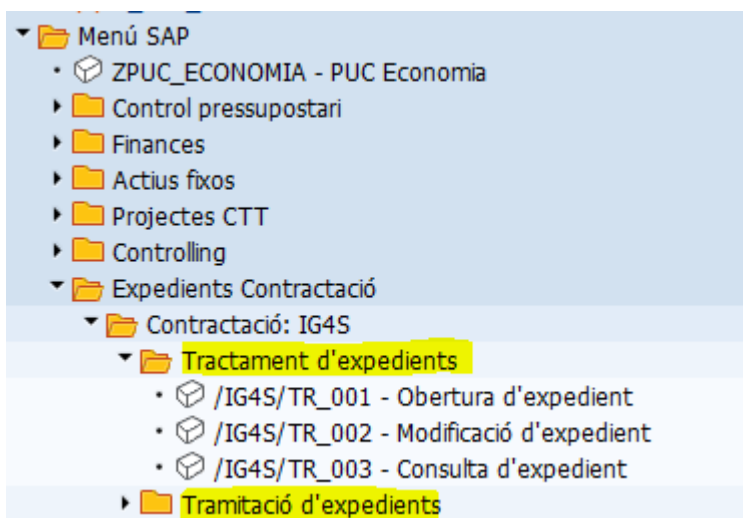 Menú SAP
ZPUC_ECONOMIA - PUC Economia
Control pressupostari
Finances
Actius fixos
Projectes CTT
Controlling
Expedients Contractació
Contractació: IG4S
Tractament d'expedients
/IG4S/TR_001 - Obertura d'expedient
/IG4S/TR_002 - Modificació d'expedient
/IG4S/TR_003 - Consulta d'expedient
Tramitació d'expedients